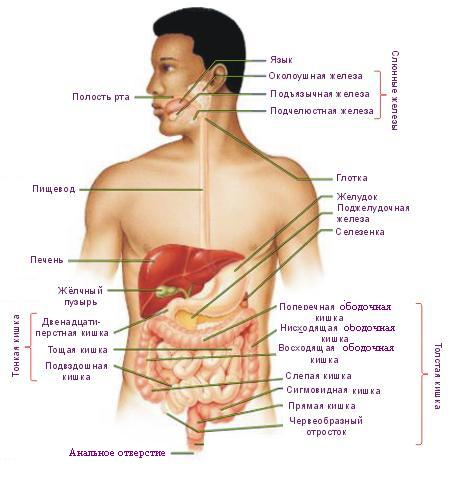 Язык
Околоушная железа
Подъязычная железа
Подчелюстная железа
Слюнные железы
Полость рта
Глотка
Пищевод
Желудок
Поджелудочная
железа
Селезенка
Печень
Жёлчный
пузырь
Двенадцати-
перстная кишка
Тощая кишка
Подвздошная
кишка
Тонкая кишка
Поперечная ободочная
кишка
Нисходящая ободочная
кишка
Восходящая ободочная
кишка
Слепая кишка
Сигмовидная кишка
Прямая кишка
Червеобразный
отросток
Толстая кишка
Анальное отверстие